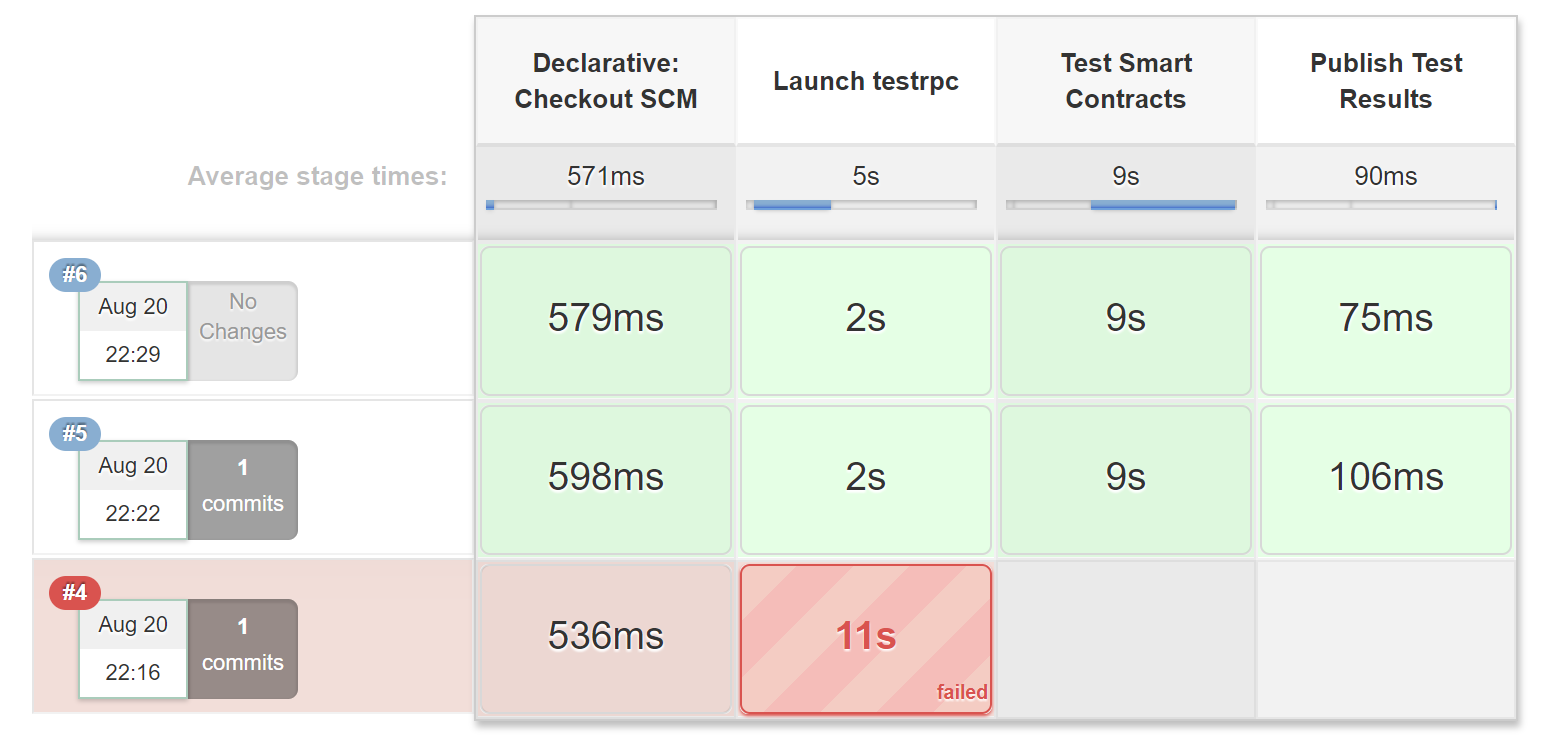 Declarative:
Checkout SCM
Launch testrpc
Test Smart
Contracts
Publish Test
Results
Average stage times:
571ms
5s
9s
90ms
#6
Aug 20
22:29
No
Changes
579ms
2s
9s
75ms
#5
Aug 20
22:22
1
commits
598ms
2s
9s
106ms
#4
Aug 20
22:16
1
commits
536ms
11s
failed